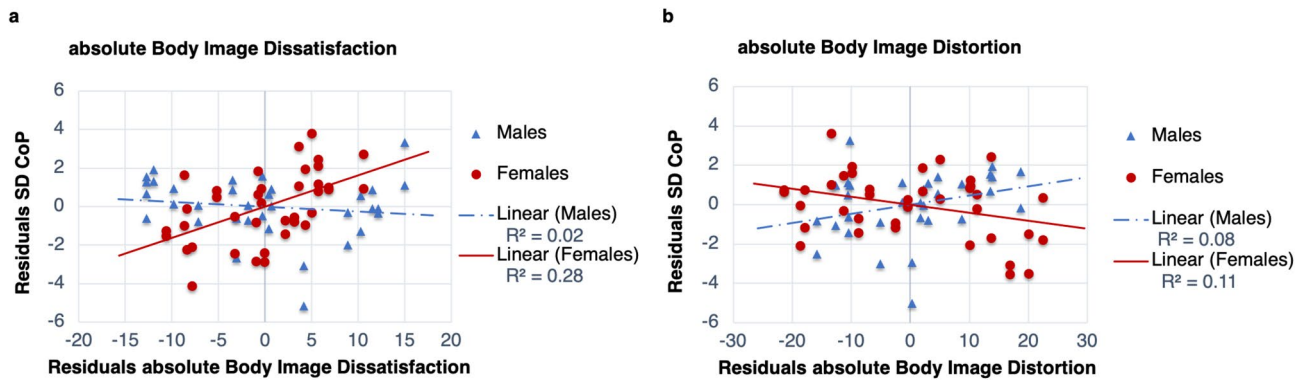 a
absolute Body Image Dissatisfaction
6
4
2
0
-2
-4
-6
Residuals SD CoP
-20 -15 -10 -5 0 5 10 15 20
Residuals absolute Body Image Dissatisfaction
Males
Females
Linear (Males)
R² = 0.02
Linear (Females)
R² = 0.28
b
absolute Body Image Distortion
6
4
2
0
-2
-4
-6
Residuals SD CoP
-30 -20 -10 0 10 20 30
Residuals absolute Body Image Distortion
Males
Females
Linear (Males)
R² = 0.08
Linear (Females)
R² = 0.11